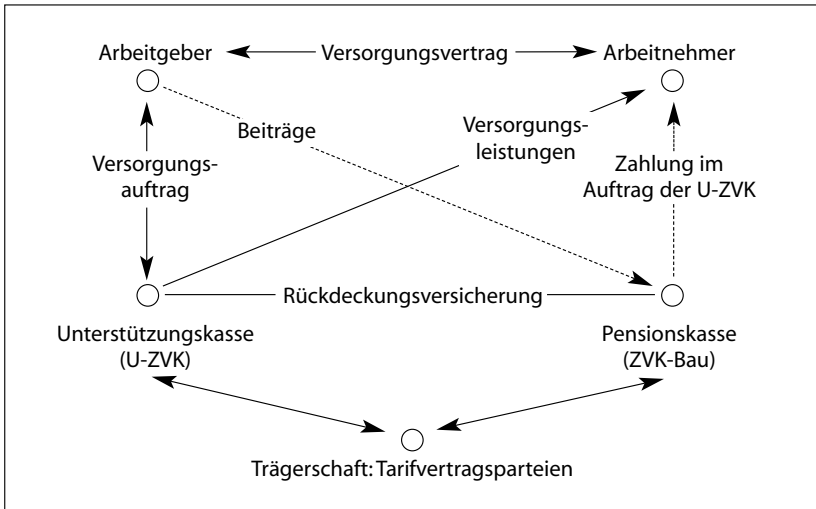 Arbeitgeber
Versorgungsvertrag
Arbeitnehmer
Beiträge
Versorgungs-
leistungen
Versorgungs-
auftrag
Zahlung im
Auftrag der U-ZVK
Rückdeckungsversicherung
Unterstützungskasse
(U-ZVK)
Pensionskasse
(ZVK-Bau)
Trägerschaft: Tarifvertragsparteien